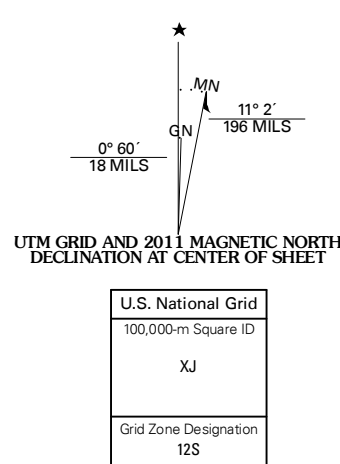 ★
MN
GN
11° 2´
196 MILS
0° 60´
18 MILS
UTM GRID AND 2011 MAGNETIC NORTH
DECLINATION AT CENTER OF SHEET
U.S. National Grid
100,000-m Square ID
XJ
Grid Zone Designation
12S